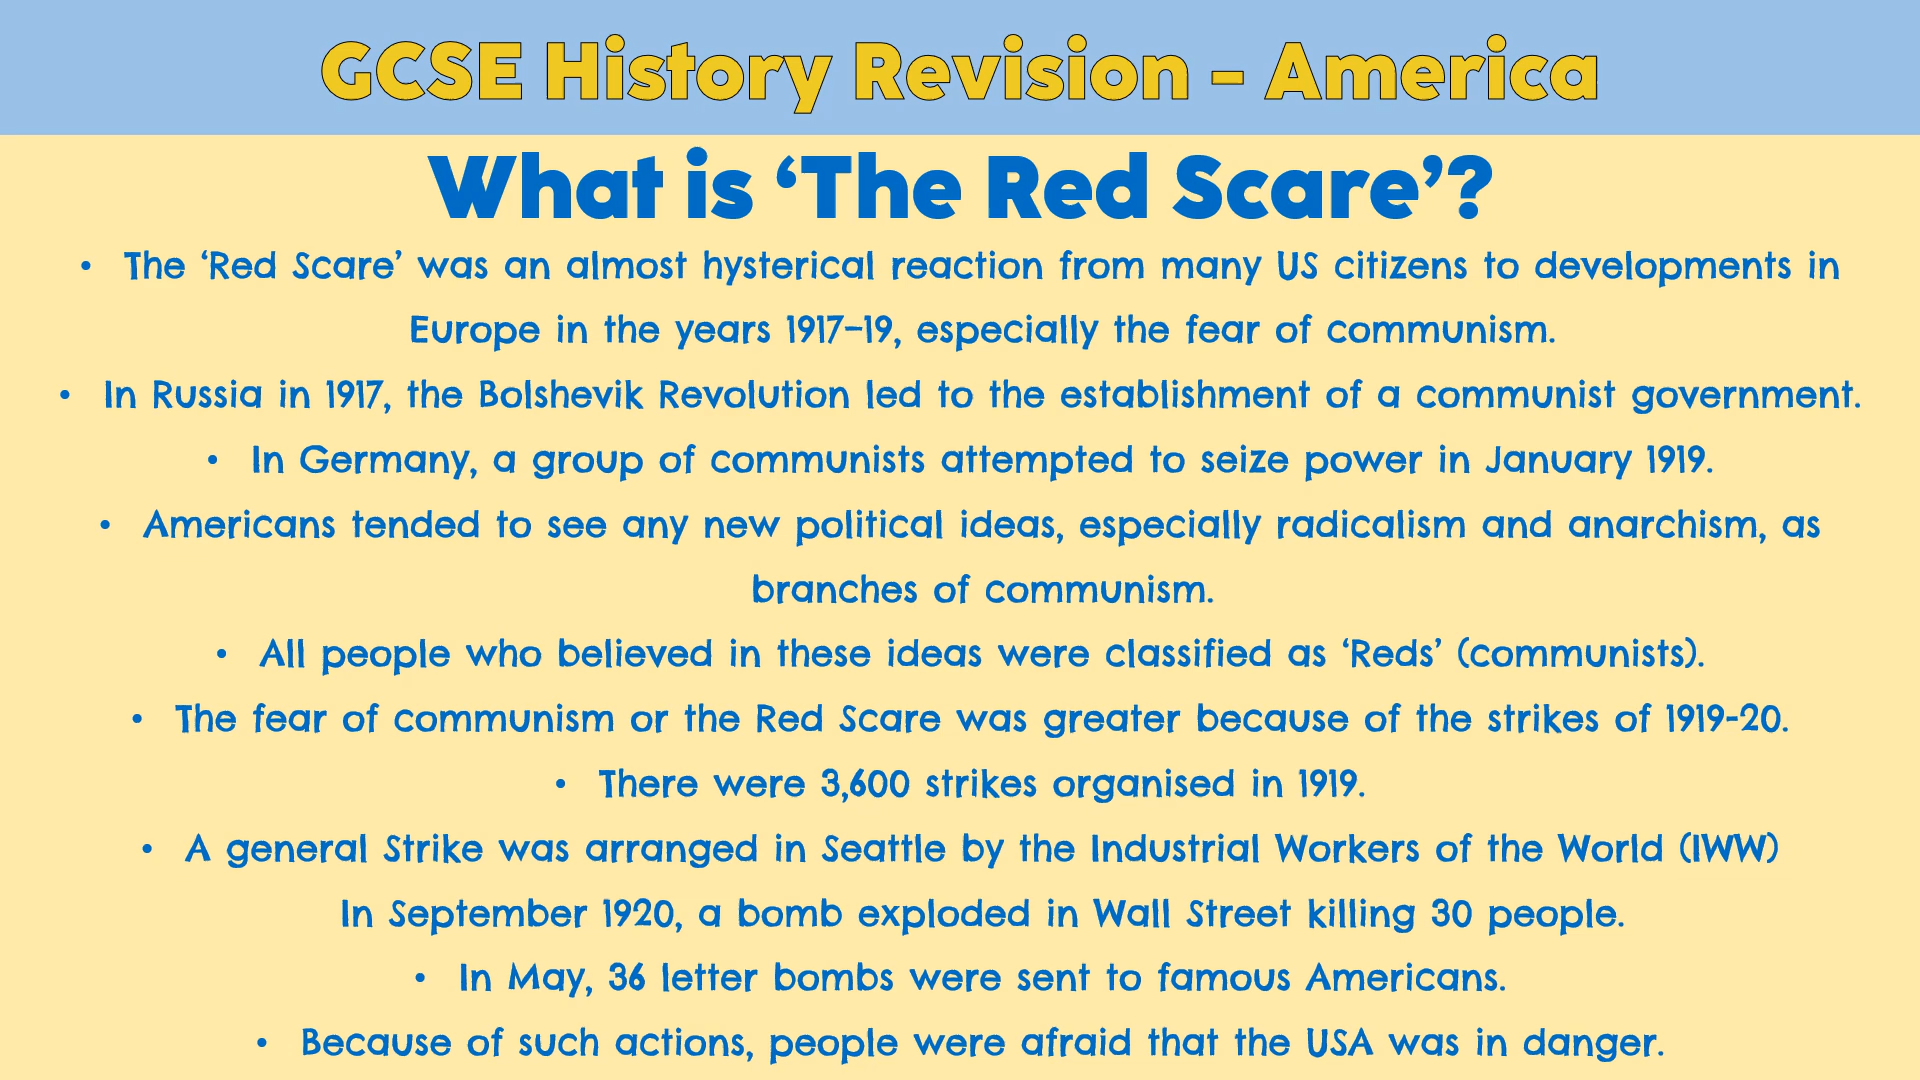 GCSE History Revision - America
What is ‘The Red Scare’?
• The ‘Red Scare’ was an almost hysterical reaction from many US citizens to developments in
Europe in the years 1917–19, especially the fear of communism.
• In Russia in 1917, the Bolshevik Revolution led to the establishment of a communist government.
• In Germany, a group of communists attempted to seize power in January 1919.
• Americans tended to see any new political ideas, especially radicalism and anarchism, as
branches of communism.
• All people who believed in these ideas were classified as ‘Reds’ (communists).
• The fear of communism or the Red Scare was greater because of the strikes of 1919-20.
• There were 3,600 strikes organised in 1919.
• A general Strike was arranged in Seattle by the Industrial Workers of the World (IWW)
In September 1920, a bomb exploded in Wall Street killing 30 people.
• In May, 36 letter bombs were sent to famous Americans.
• Because of such actions, people were afraid that the USA was in danger.